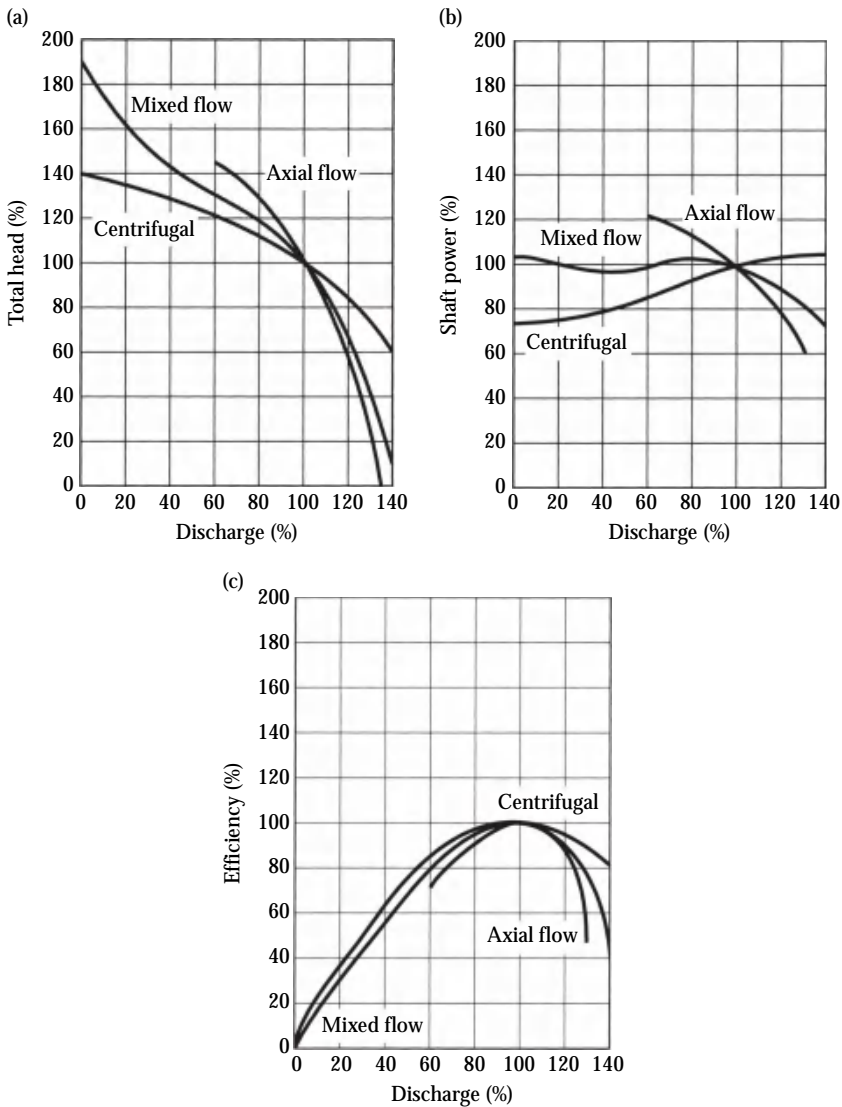 (a)
200
180
160
140
120
100
80
60
40
20
0
Total head (%)
Mixed flow
Axial flow
Centrifugal
0 20 40 60 80 100 120 140
Discharge (%)
(b)
200
180
160
140
120
100
80
60
40
20
0
Shaft power (%)
Axial flow
Mixed flow
Centrifugal
0 20 40 60 80 100 120 140
Discharge (%)
(c)
200
180
160
140
120
100
80
60
40
20
0
Efficiency (%)
Centrifugal
Axial flow
Mixed flow
0 20 40 60 80 100 120 140
Discharge (%)